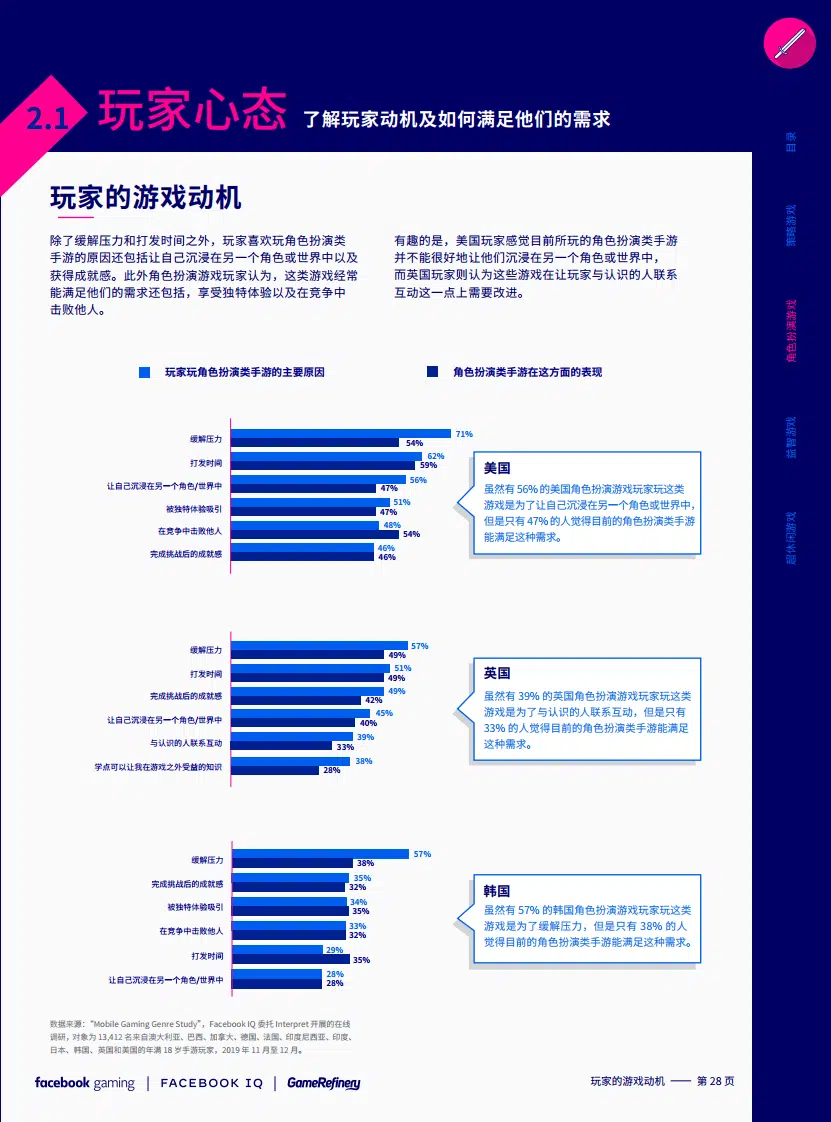 2.1 玩家心态 了解玩家动机及如何满足他们的需求
目录
策略游戏
角色扮演游戏
益智游戏
超休闲游戏
玩家的游戏动机
除了缓解压力和打发时间之外，玩家喜欢玩角色扮演类
手游的原因还包括让自己沉浸在另一个角色或世界中以及
获得成就感。此外角色扮演游戏玩家认为，这类游戏经常
能满足他们的需求还包括，享受独特体验以及在竞争中
击败他人。
有趣的是，美国玩家感觉目前所玩的角色扮演类手游
并不能很好地让他们沉浸在另一个角色或世界中，
而英国玩家则认为这些游戏在让玩家与认识的人联系
互动这一点上需要改进。
玩家玩角色扮演类手游的主要原因
角色扮演类手游在这方面的表现
缓解压力 71% 54%
打发时间 62% 59%
让自己沉浸在另一个角/世界中 56% 47%
被独特体验吸引 51% 47%
在竞争中击败他人 48% 54%
完成挑战后的成就感 46% 46%
美国
虽然有 56% 的美国角色扮演游戏玩家玩这类
游戏是为了让自己沉浸在另一个角色或世界中，
但是只有 47% 的人觉得目前的角色扮演类手游
能满足这种需求。
缓解压力 57% 49%
打发时间 51% 49%
完成挑战后的成就感 49% 42%
让自己沉浸在另一个角/世界中 45% 40%
与认识的人联系互动 39% 33%
学点可以让我在游戏之外受益的知识 38% 28%
英国
虽然有 39% 的英国角色扮演游戏玩家玩这类
游戏是为了与认识的人联系互动，但是只有
33% 的人觉得目前的角色扮演类手游能满足
这种需求。
缓解压力 57% 38%
完成挑战后的成就感 35% 32%
被独特体验吸引 34% 35%
在竞争中击败他人 33% 32%
打发时间 29% 35%
让自己沉浸在另一个角色/世界中 28% 28%
韩国
虽然有 57% 的韩国角色扮演游戏玩家玩这类
游戏是为了缓解压力，但是只有 38% 的人
觉得目前的角色扮演类手游能满足这种需求。
数据来源：“Mobile Gaming Genre Study”，Facebook IQ 委托 Interpret 开展的在线
调研，对象为 13,412 名来自澳大利亚、巴西、加拿大、德国、法国、印度尼西亚、印度、
日本、韩国、英国和美国的年满 18 岁手游玩家，2019 年 11 月至 12 月。
facebook gaming | FACEBOOK IQ | GameRefinery
玩家的游戏动机 —— 第 28 页